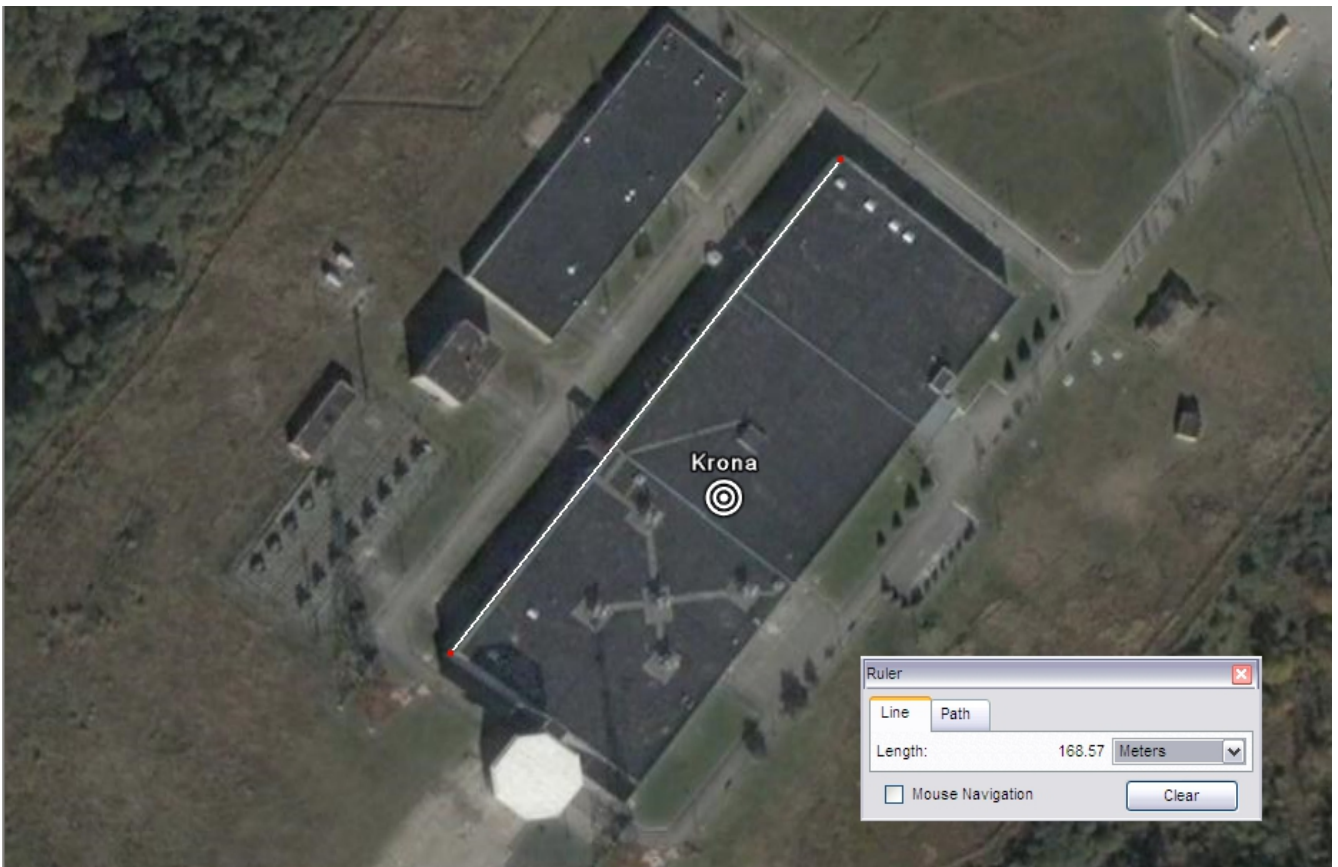 Krona
Ruler
Line Path
Length: 168.57 Meters
Mouse Navigation
Clear